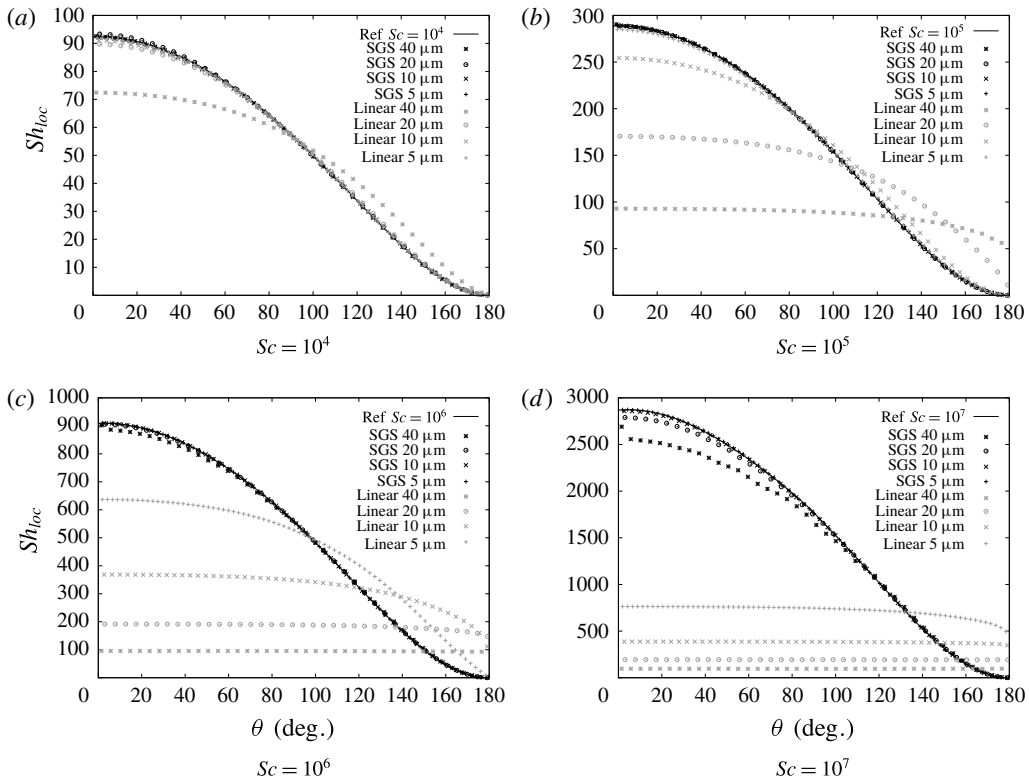 (a)
100
90
80
70
60
50
40
30
20
10
0
20 40 60 80 100 120 140 160 180
Sh_loc
Ref Sc = 10^4
SGS 40 μm
SGS 20 μm
SGS 10 μm
SGS 5 μm
Linear 40 μm
Linear 20 μm
Linear 10 μm
Linear 5 μm
Sc = 10^4
(b)
300
250
200
150
100
50
0
20 40 60 80 100 120 140 160 180
Ref Sc = 10^5
SGS 40 μm
SGS 20 μm
SGS 10 μm
SGS 5 μm
Linear 40 μm
Linear 20 μm
Linear 10 μm
Linear 5 μm
Sc = 10^5
(c)
1000
900
800
700
600
500
400
300
200
100
0
20 40 60 80 100 120 140 160 180
Sh_loc
Ref Sc = 10^6
SGS 40 μm
SGS 20 μm
SGS 10 μm
SGS 5 μm
Linear 40 μm
Linear 20 μm
Linear 10 μm
Linear 5 μm
θ (deg.)
Sc = 10^6
(d)
3000
2500
2000
1500
1000
500
0
20 40 60 80 100 120 140 160 180
Ref Sc = 10^7
SGS 40 μm
SGS 20 μm
SGS 10 μm
SGS 5 μm
Linear 40 μm
Linear 20 μm
Linear 10 μm
Linear 5 μm
θ (deg.)
Sc = 10^7